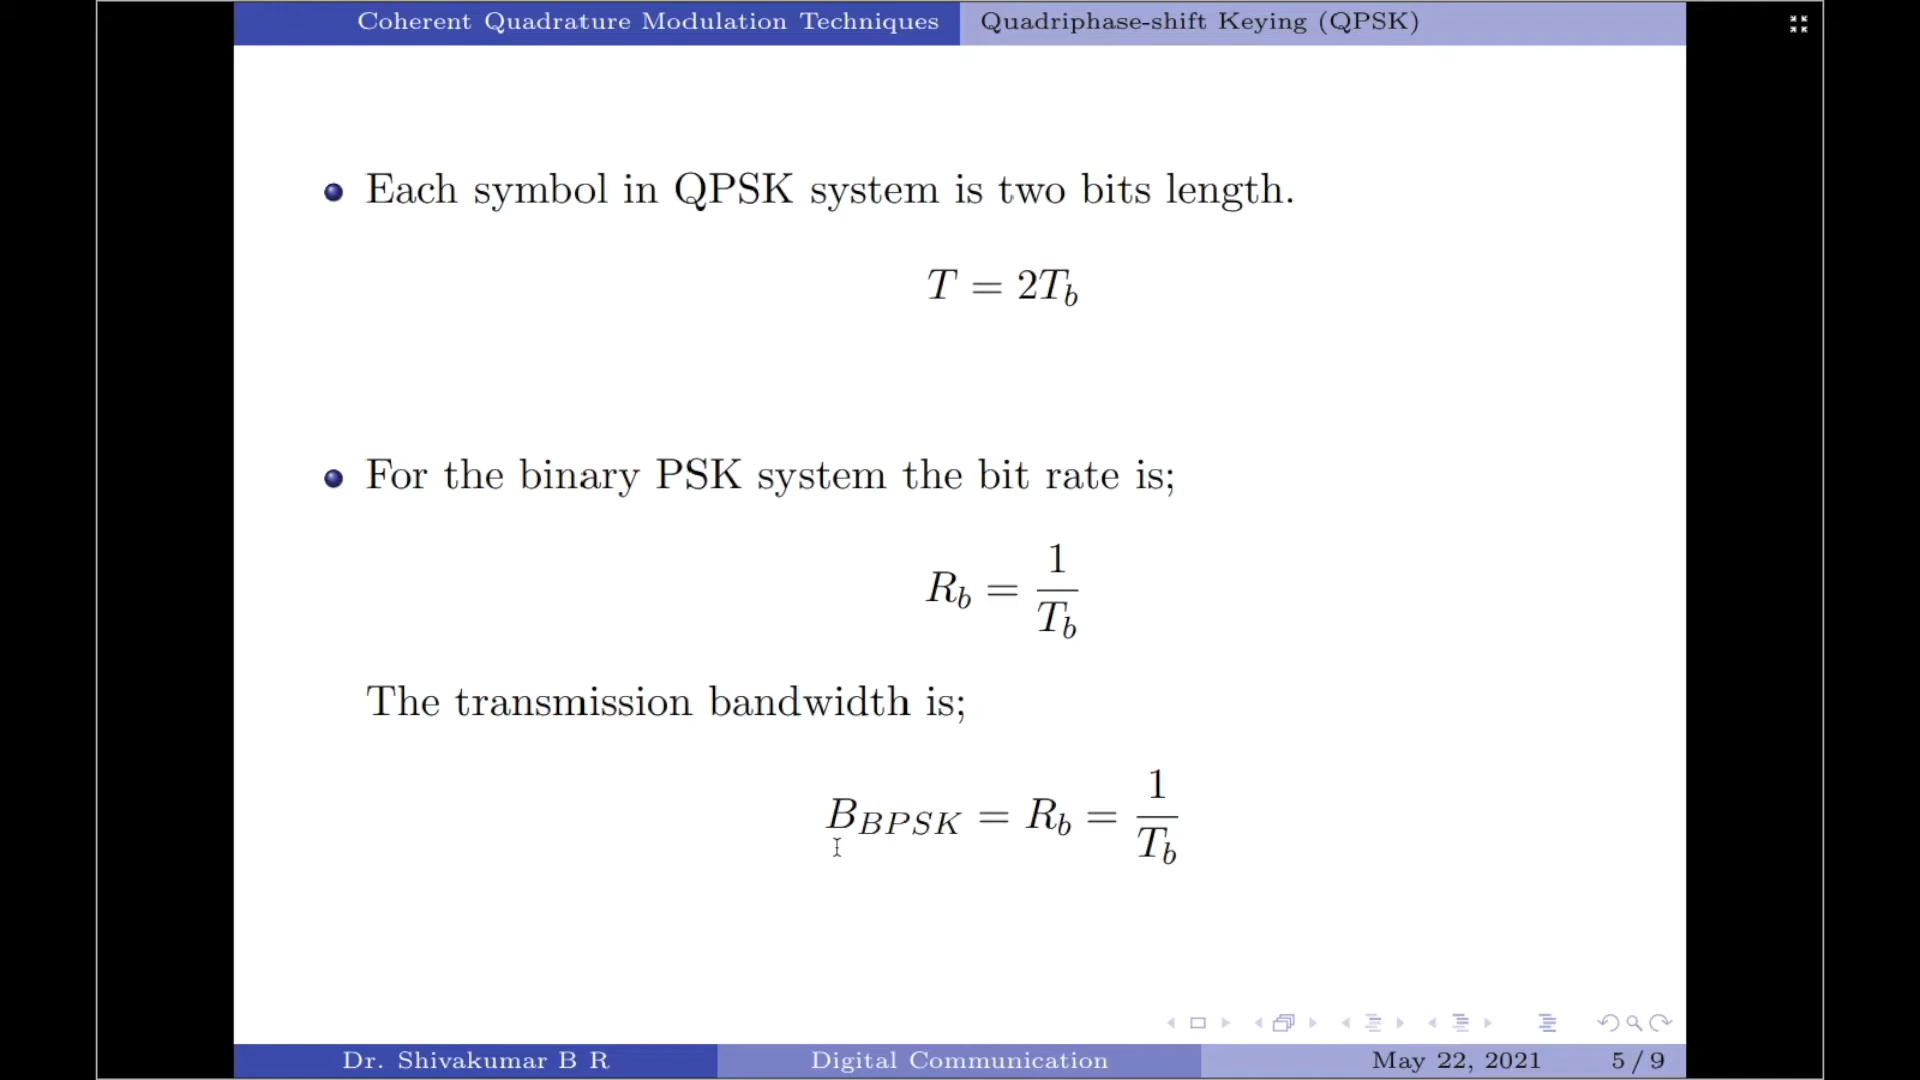 Coherent Quadrature Modulation Techniques Quadriphase-shift Keying (QPSK)
Each symbol in QPSK system is two bits length.
T = 2T_b
For the binary PSK system the bit rate is;
R_b = 1/T_b
The transmission bandwidth is;
B_{BPSK} = R_b = 1/T_b
Dr. Shivakumar B R Digital Communication May 22, 2021 5 / 9